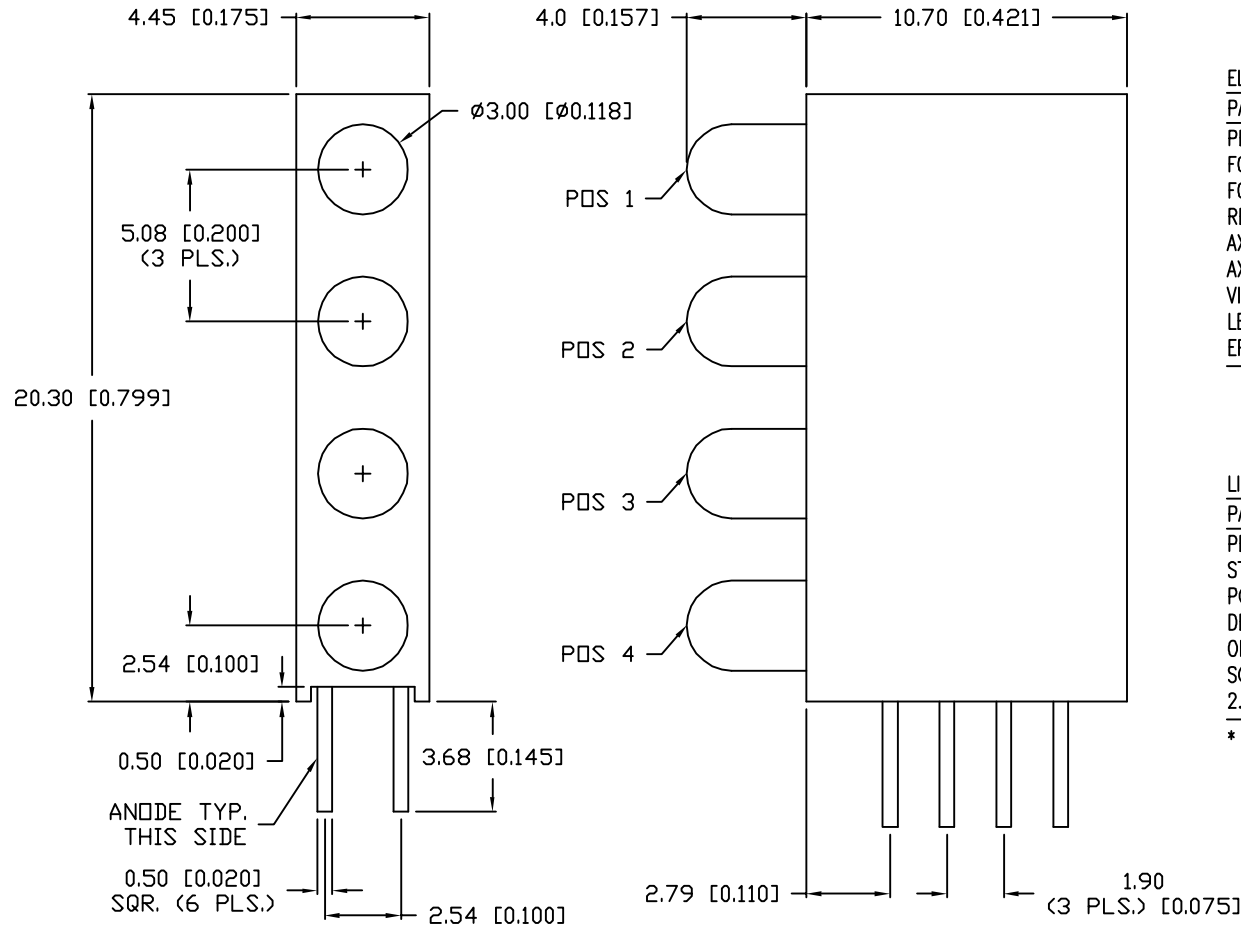 4.45 [0.175]
4.0 [0.157]
10.70 [0.421]
ø3.00 [ø0.118]
POS 1
5.08 [0.200]
(3 PLS.)
POS 2
20.30 [0.799]
POS 3
POS 4
2.54 [0.100]
0.50 [0.020]
3.68 [0.145]
ANODE TYP.
THIS SIDE
0.50 [0.020]
SQR. (6 PLS.)
2.54 [0.100]
2.79 [0.110]
1.90
(3 PLS.) [0.075]
*